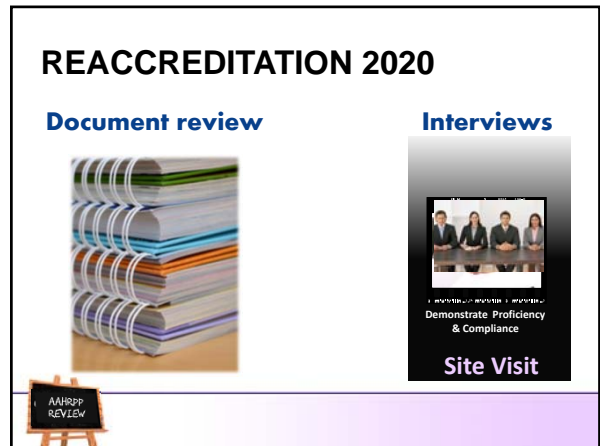 REACCREDITATION 2020
Document review
Interviews
Demonstrate Proficiency
& Compliance
Site Visit
AAHRPP
REVIEW